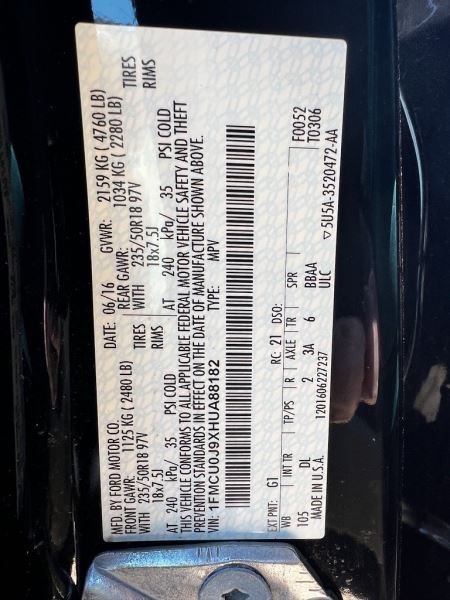 MFD. BY FORD MOTOR CO.
DATE: 06/16 GVWR: 2159 KG ( 4760 LB)
FRONT GAWR: 1125 KG (2480 LB) REAR GAWR: 1034 KG ( 2280 LB)
WITH 235/50R18 97V TIRES WITH 235/50R18 97V TIRES
18x7.5J RIMS 18x7.5J RIMS
AT 240 kPa/ 35 PSI COLD AT 240 kPa/ 35 PSI COLD
THIS VEHICLE CONFORMS TO ALL APPLICABLE FEDERAL MOTOR VEHICLE SAFETY AND THEFT
PREVENTION STANDARDS IN EFFECT ON THE DATE OF MANUFACTURE SHOWN ABOVE.
VIN: 1FMCU0J9XHUA88182 TYPE: MPV
F0052
T0306
EXT PNT: G1 RC: 21 DSO:
WB INT TR TP/PS R AXLE TR SPR
105 DL 2 3A 6 BBAA
MADE IN U.S.A. 1201606227237 ULC
▽5U5A-3520472-AA